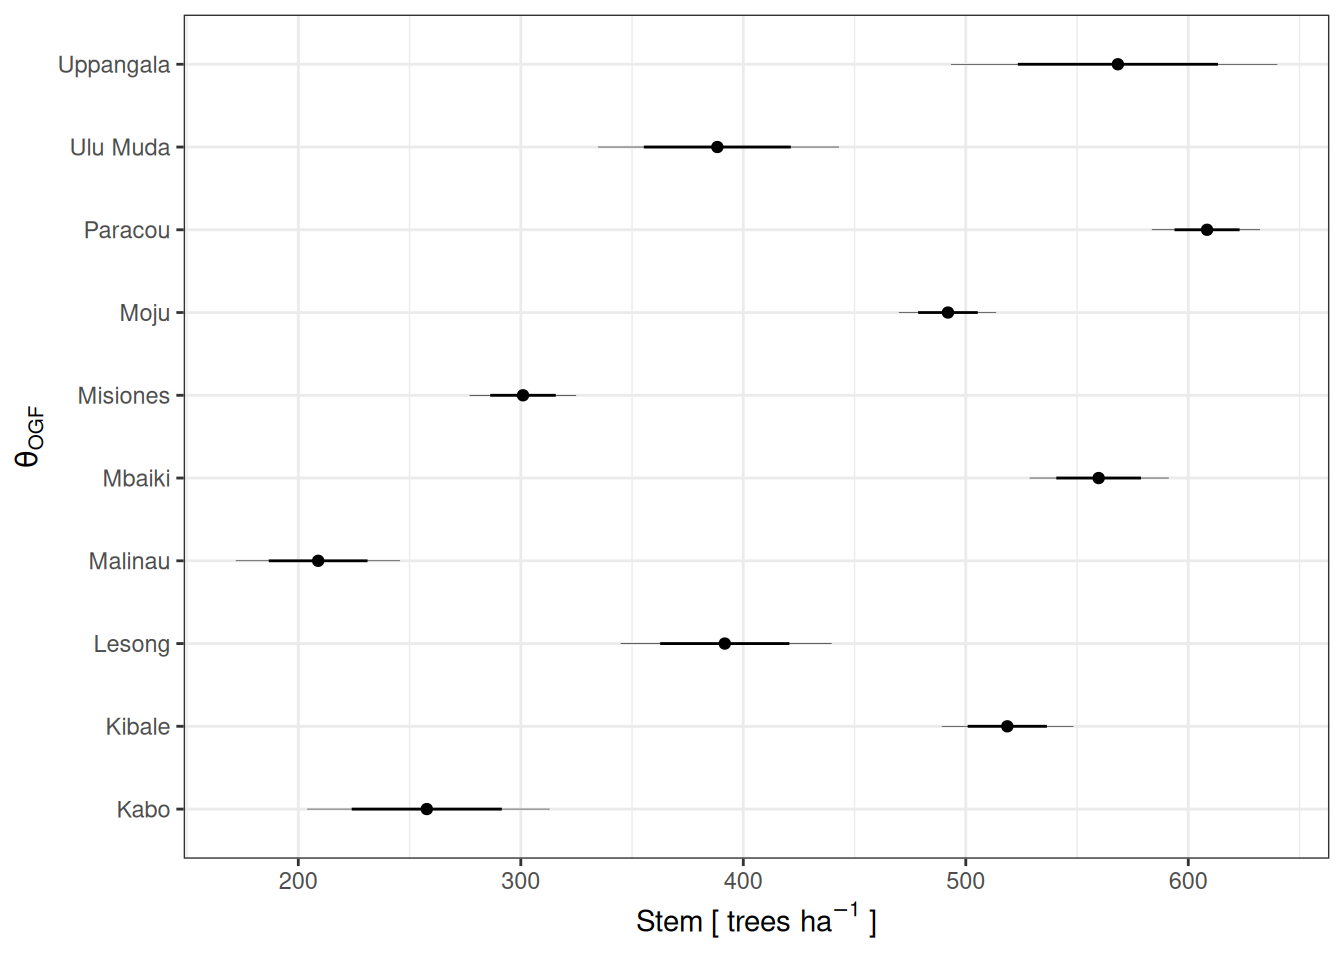 Uppangala
Ulu Muda
Paracou
Moju
Misiones
Mbaiki
Malinau
Lesong
Kibale
Kabo
θOGF
200 300 400 500 600
Stem [ trees ha−1 ]